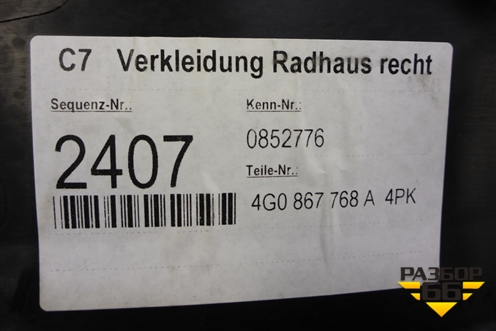 C7 Verkleidung Radhaus recht
Sequenz-Nr.:
Kenn-Nr.:
2407
0852776
Teile-Nr.:
4G0 867 768 A 4PK
РАЗБОР
66